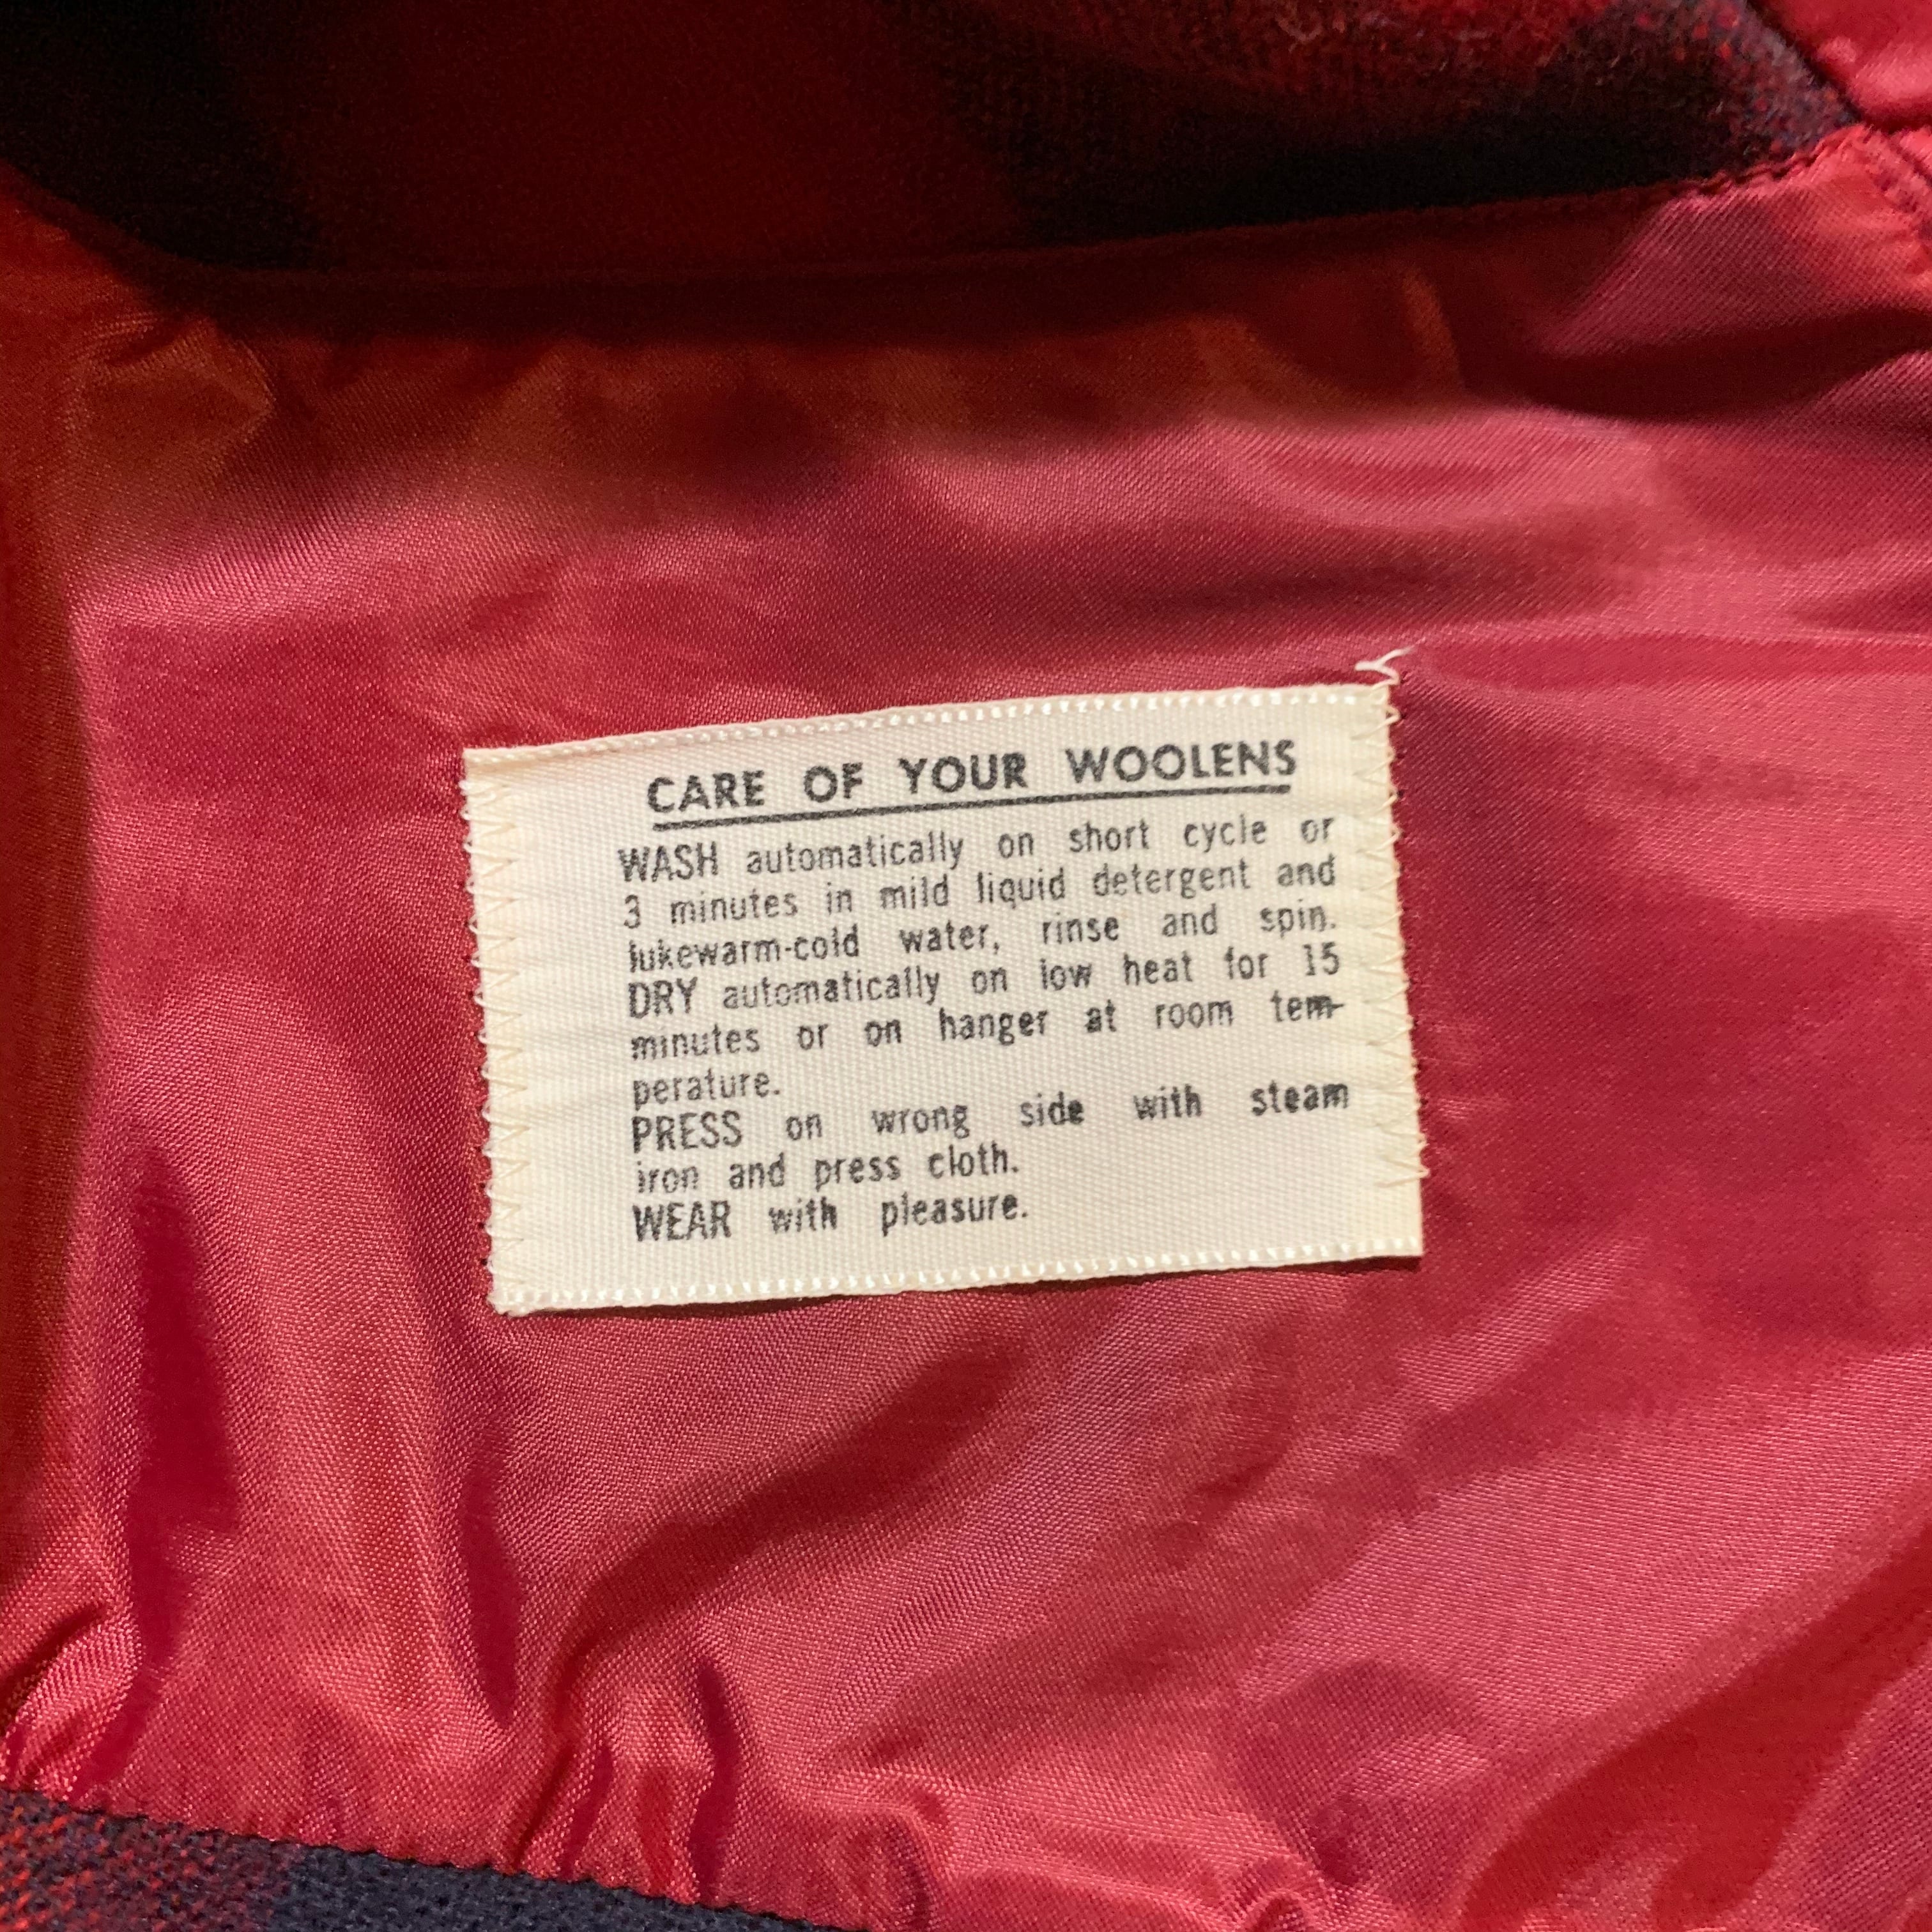 CARE OF YOUR WOOLENS
WASH automatically on short cycle or
3 minutes in mild liquid detergent and
lukewarm-cold water, rinse and spin.
DRY automatically on low heat for 15
minutes or on hanger at room tem-
perature.
PRESS on wrong side with steam
iron and press cloth.
WEAR with pleasure.